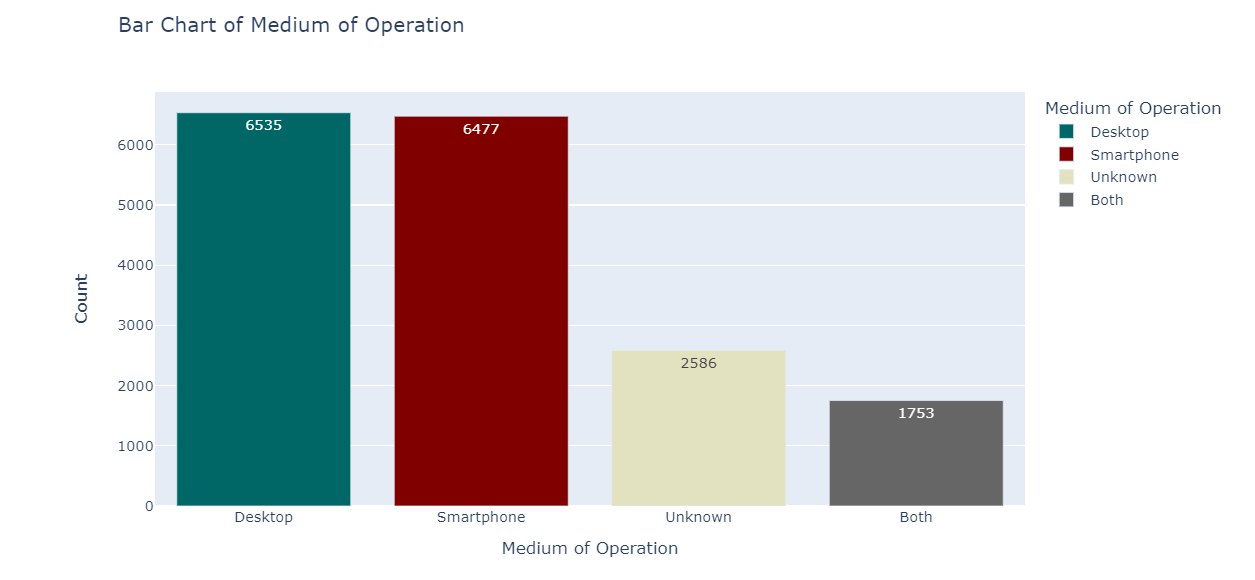 Bar Chart of Medium of Operation
Medium of Operation
Desktop
Smartphone
Unknown
Both
6535
6477
2586
1753
6000
5000
4000
3000
2000
1000
0
Count
Desktop
Smartphone
Unknown
Both
Medium of Operation